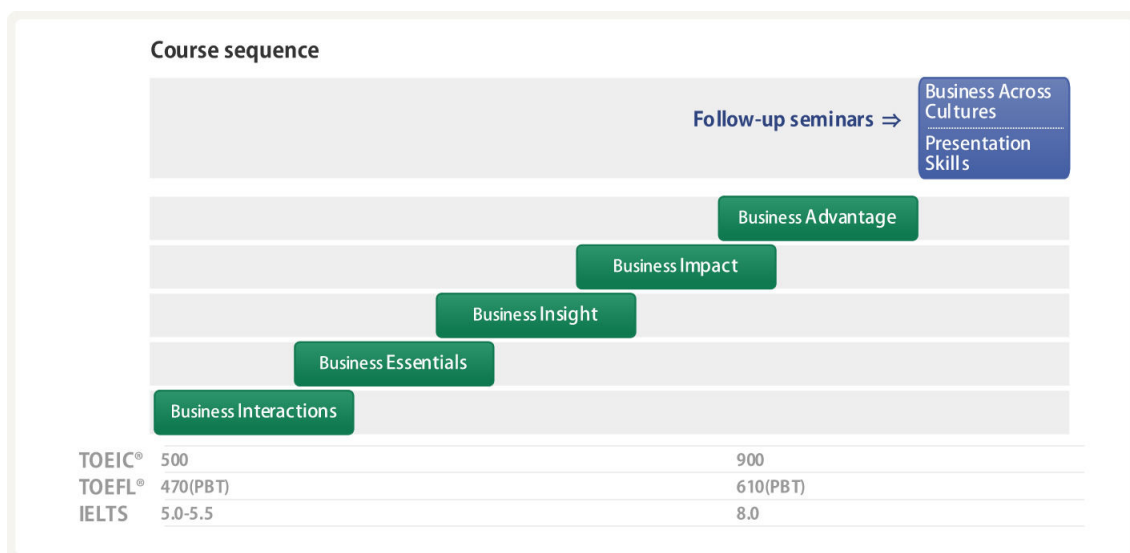 Course sequence
Follow-up seminars ⇒
Business Across
Cultures
Presentation
Skills
Business Advantage
Business Impact
Business Insight
Business Essentials
Business Interactions
TOEIC® 500 900
TOEFL® 470(PBT) 610(PBT)
IELTS 5.0-5.5 8.0